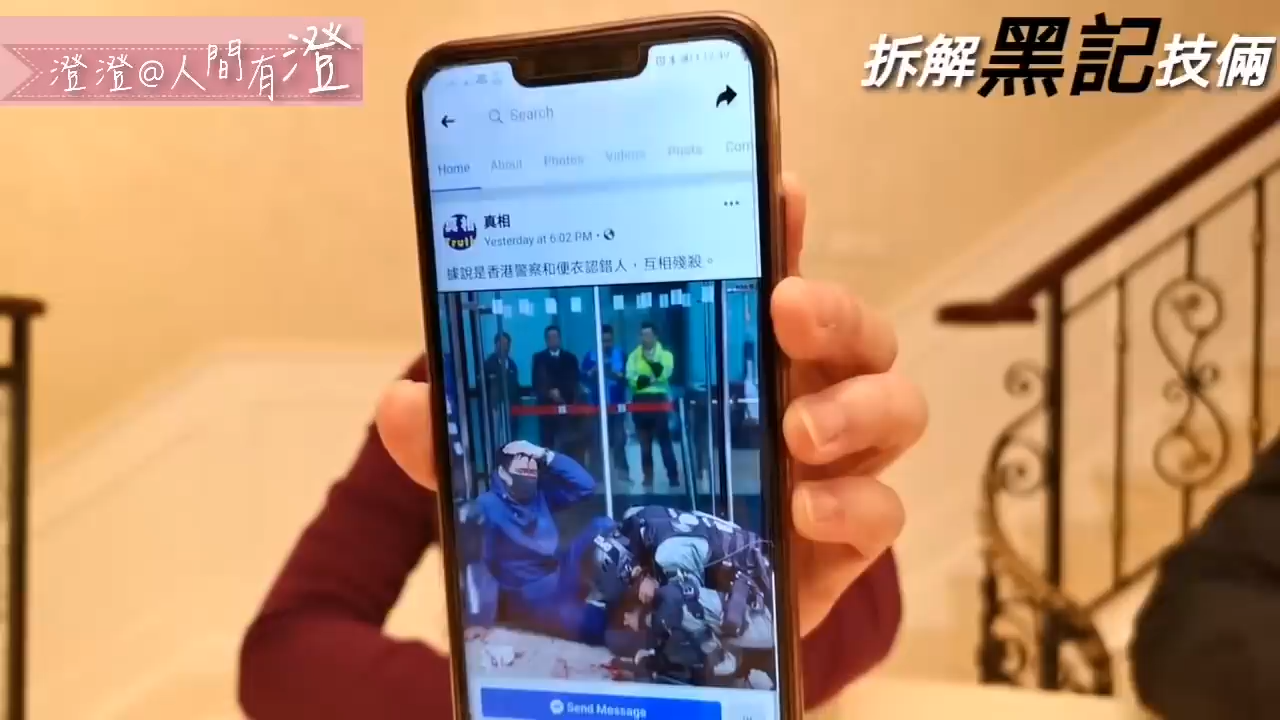 澄澄@人間有澄
拆解黑記技倆
Search
Home About Photos Videos Posts
真相
Yesterday at 6:02 PM
據說是香港警察和便衣認錯人，互相殘殺。
Send Message